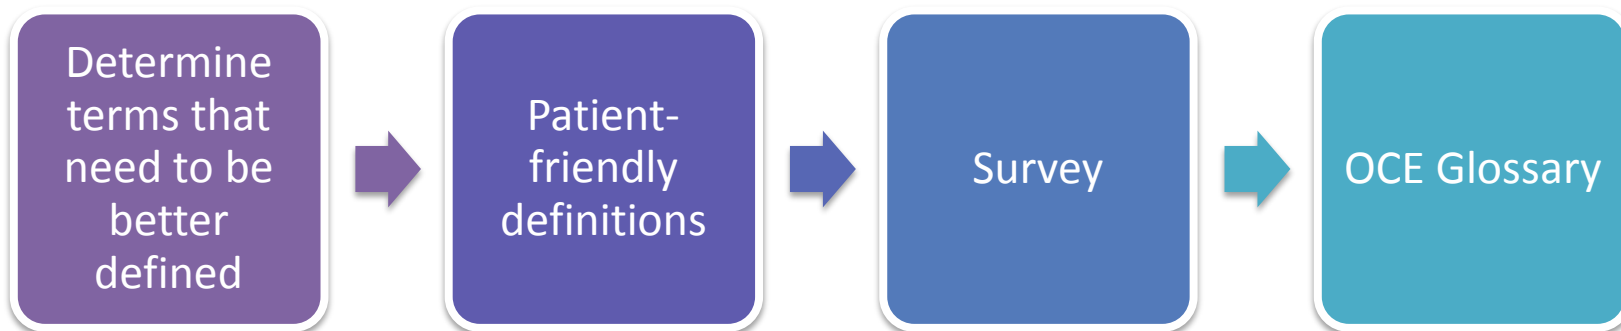 Determine
terms that
need to be
better
defined
Patient-
friendly
definitions
Survey
OCE Glossary